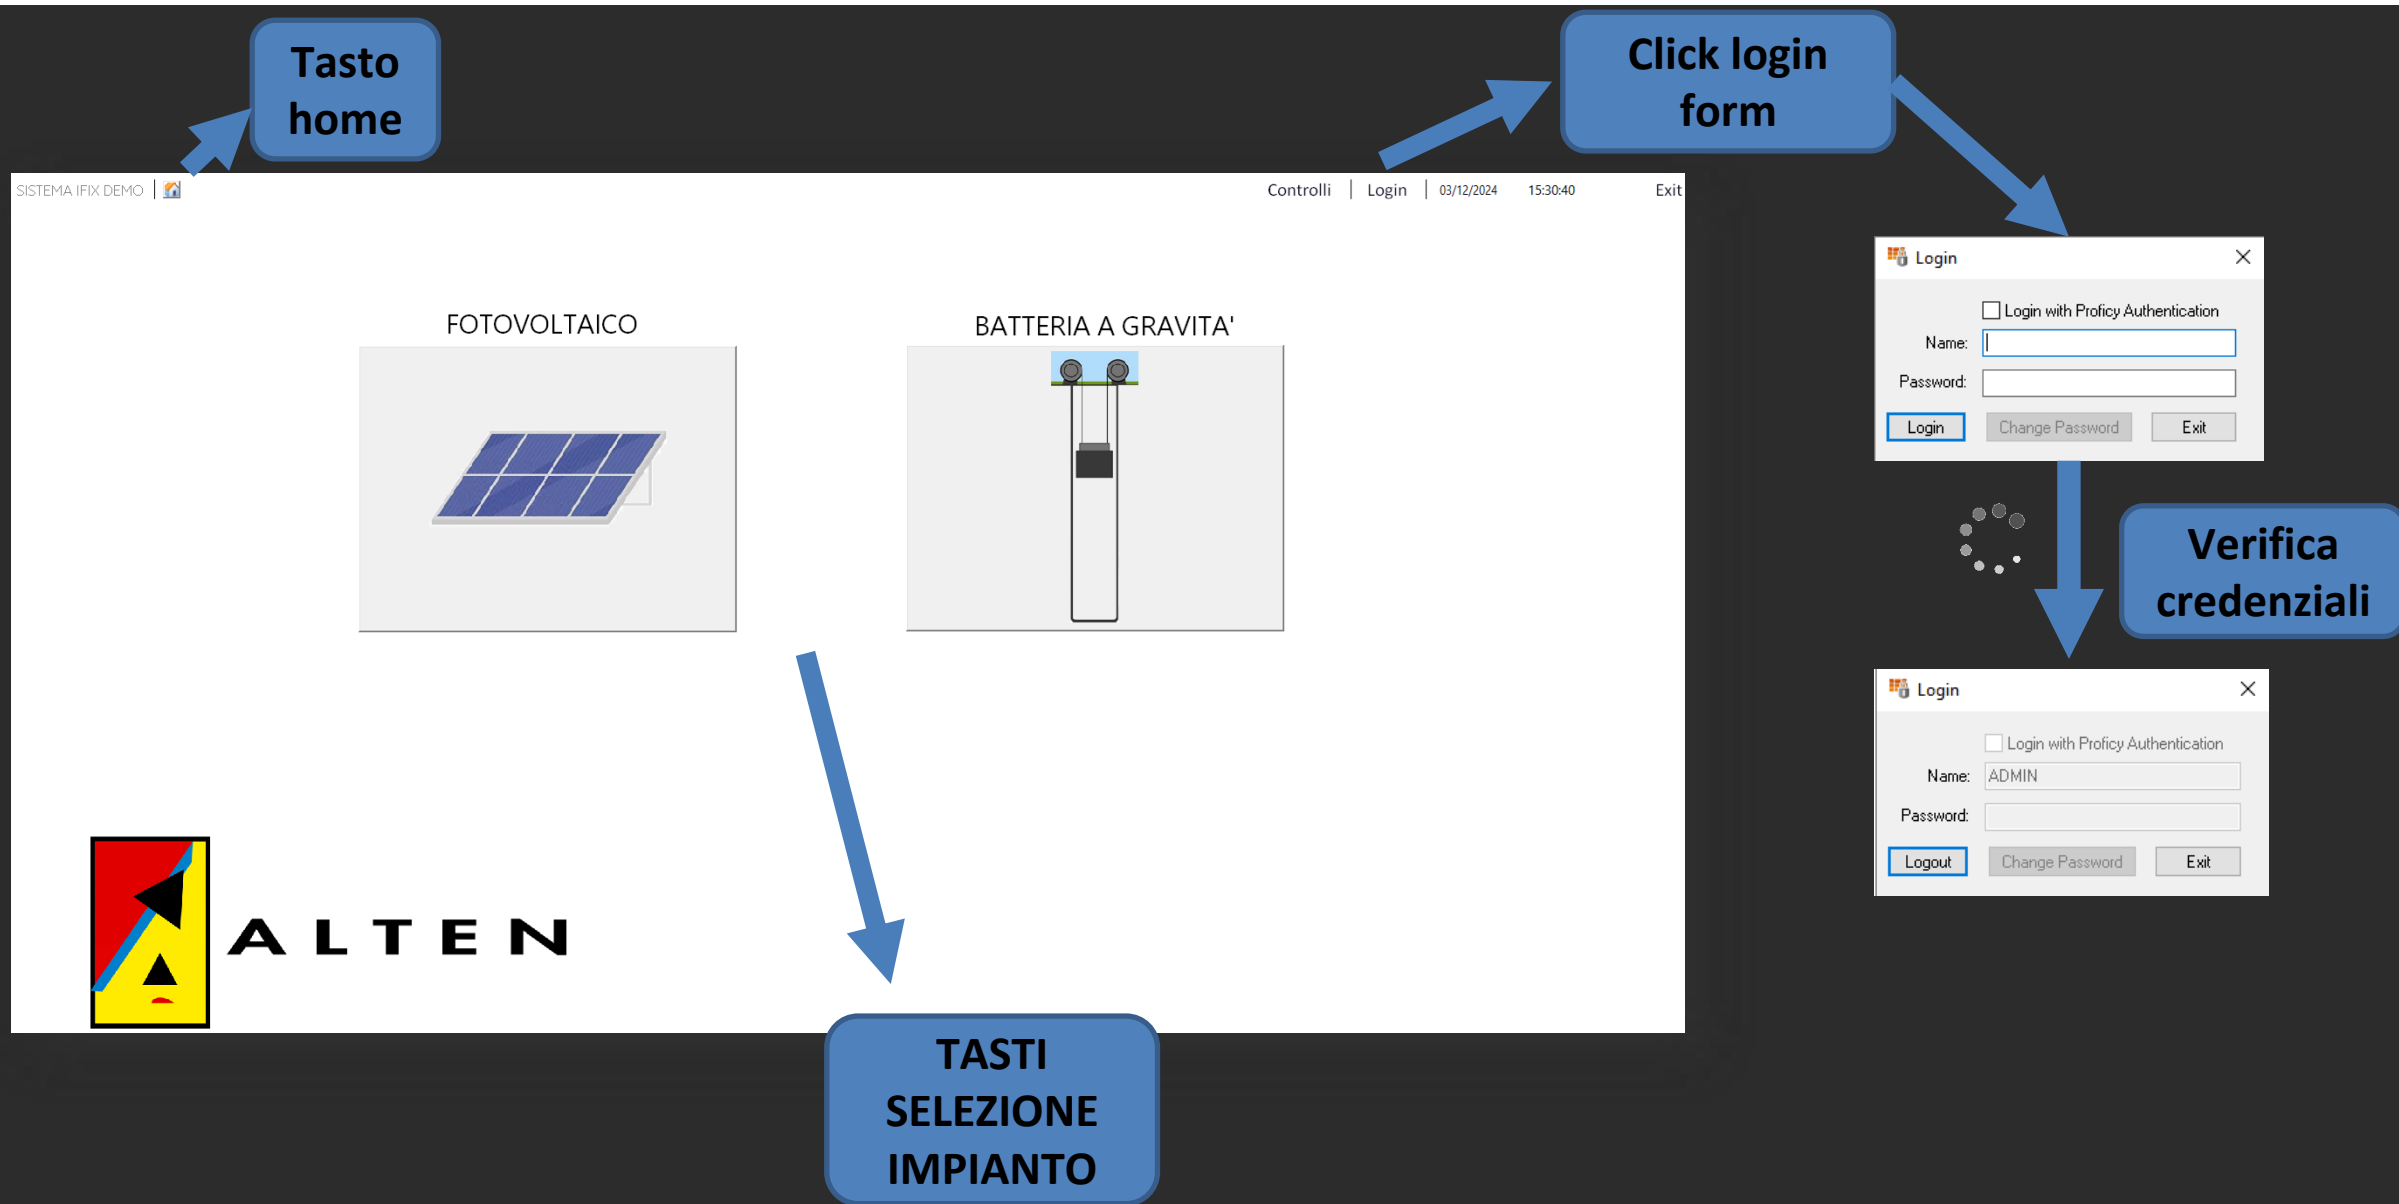 Tasto
home
Click login
form
SISTEMA IFIX DEMO
Controlli | Login | 03/12/2024 15:30:40 Exit
FOTOVOLTAICO
BATTERIA A GRAVITA'
Login
Login with Proficy Authentication
Name:
Password:
Login Change Password Exit
Verifica
credenziali
Login
Login with Proficy Authentication
Name: ADMIN
Password:
Logout Change Password Exit
ALTEN
TASTI
SELEZIONE
IMPIANTO